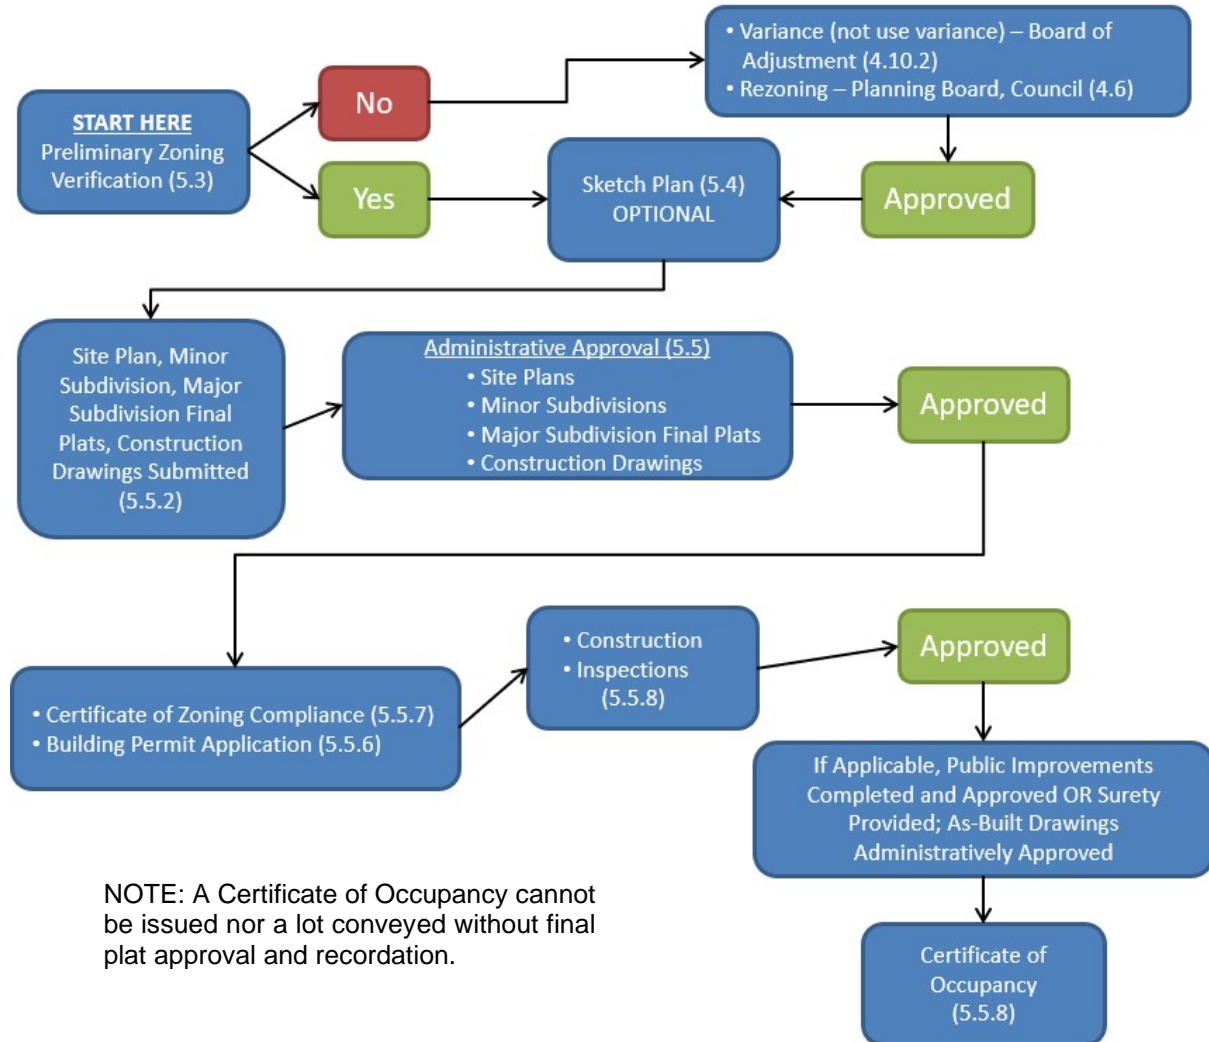 START HERE
Preliminary Zoning
Verification (5.3)
No
Yes
• Variance (not use variance) – Board of
Adjustment (4.10.2)
• Rezoning – Planning Board, Council (4.6)
Sketch Plan (5.4)
OPTIONAL
Approved
Site Plan, Minor
Subdivision, Major
Subdivision Final
Plats, Construction
Drawings Submitted
(5.5.2)
Administrative Approval (5.5)
• Site Plans
• Minor Subdivisions
• Major Subdivision Final Plats
• Construction Drawings
Approved
• Certificate of Zoning Compliance (5.5.7)
• Building Permit Application (5.5.6)
• Construction
• Inspections
(5.5.8)
Approved
If Applicable, Public Improvements
Completed and Approved OR Surety
Provided; As-Built Drawings
Administratively Approved
NOTE: A Certificate of Occupancy cannot
be issued nor a lot conveyed without final
plat approval and recordation.
Certificate of
Occupancy
(5.5.8)